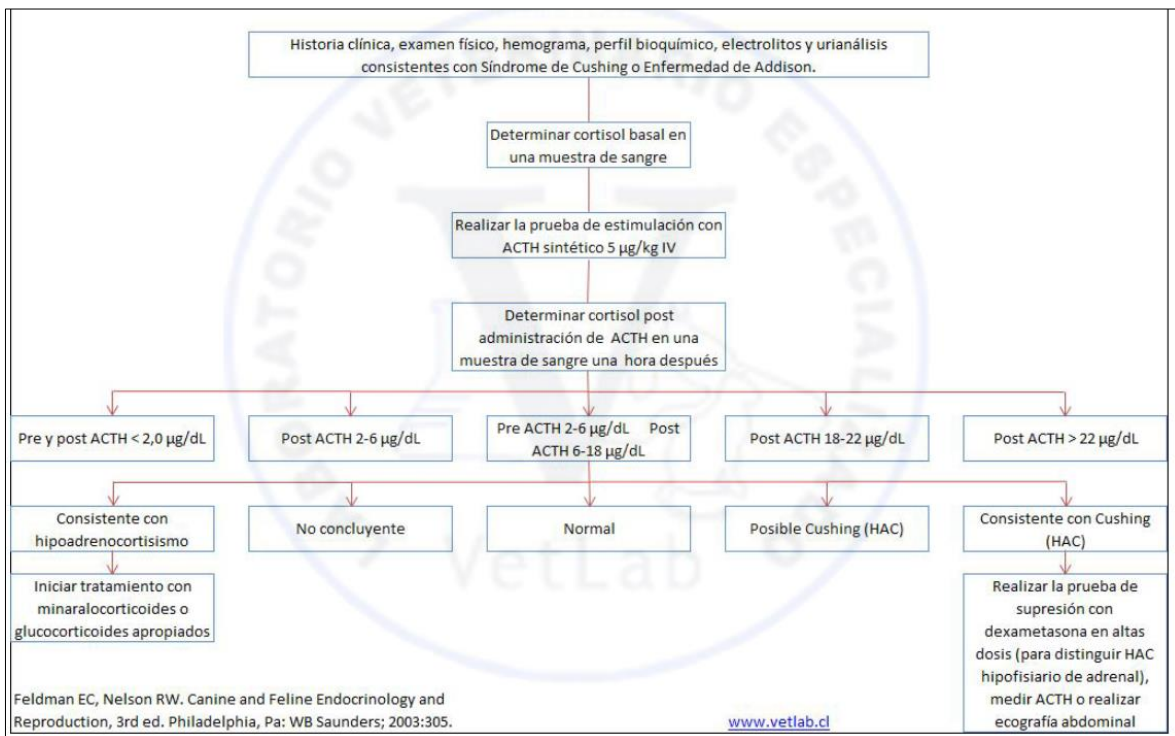 Historia clínica, examen físico, hemograma, perfil bioquímico, electrolitos y urianálisis
consistentes con Síndrome de Cushing o Enfermedad de Addison.
Determinar cortisol basal en
una muestra de sangre
Realizar la prueba de estimulación con
ACTH sintético 5 µg/kg IV
Determinar cortisol post
administración de ACTH en una
muestra de sangre una hora después
Pre y post ACTH < 2,0 µg/dL
Post ACTH 2-6 µg/dL
Pre ACTH 2-6 µg/dL Post
ACTH 6-18 µg/dL
Post ACTH 18-22 µg/dL
Post ACTH > 22 µg/dL
Consistente con
hipoadrenocortisismo
No concluyente
Normal
Posible Cushing (HAC)
Consistente con Cushing
(HAC)
Iniciar tratamiento con
minaralocorticoides o
glucocorticoides apropiados
Realizar la prueba de
supresión con
dexametasona en altas
dosis (para distinguir HAC
hipofisiario de adrenal),
medir ACTH o realizar
ecografía abdominal
Feldman EC, Nelson RW. Canine and Feline Endocrinology and
Reproduction, 3rd ed. Philadelphia, Pa: WB Saunders; 2003:305.
www.vetlab.cl
LABORATORIO VETERINARIO ESPECIALIZADO
V
VetLab